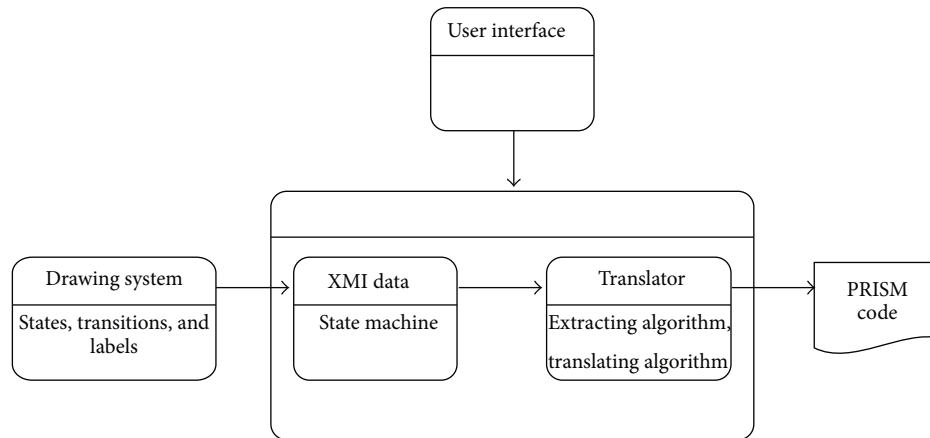 User interface
Drawing system
States, transitions, and
labels
XMI data
State machine
Translator
Extracting algorithm,
translating algorithm
PRISM
code